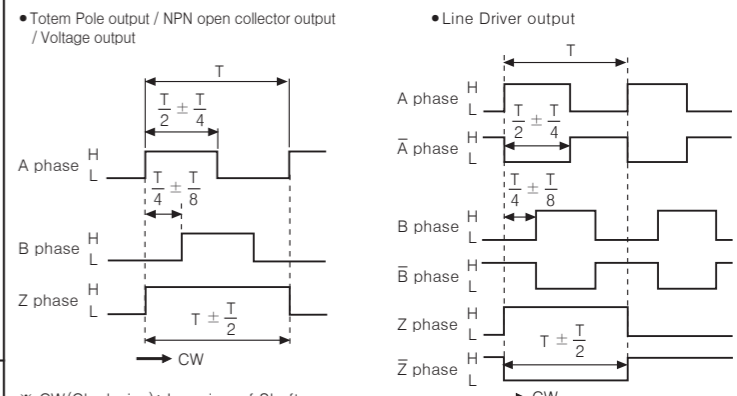 ●Totem Pole output / NPN open collector output
/ Voltage output
T
T/2 ± T/4
A phase H
L
T/4 ± T/8
B phase H
L
Z phase H
L
T ± T/2
CW
●Line Driver output
T
A phase H
L
T/2 ± T/4
A̅ phase H
L
T/4 ± T/8
B phase H
L
B̅ phase H
L
Z phase H
L
T ± T/2
Z̅ phase H
L